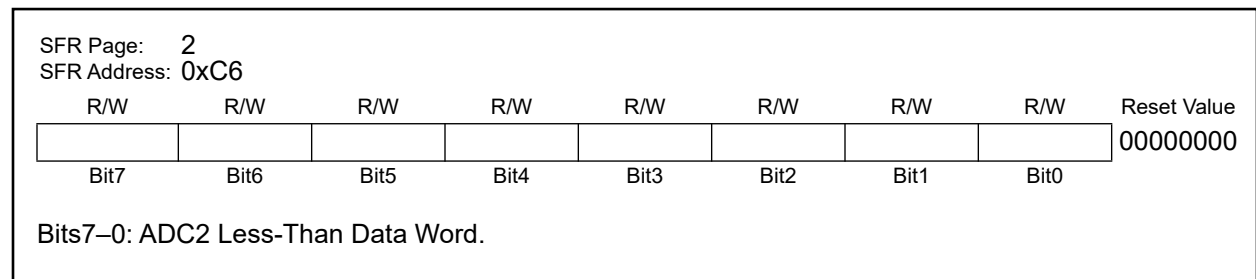 SFR Page: 2
SFR Address: 0xC6
R/W R/W R/W R/W R/W R/W R/W R/W Reset Value
00000000
Bit7 Bit6 Bit5 Bit4 Bit3 Bit2 Bit1 Bit0
Bits7–0: ADC2 Less-Than Data Word.